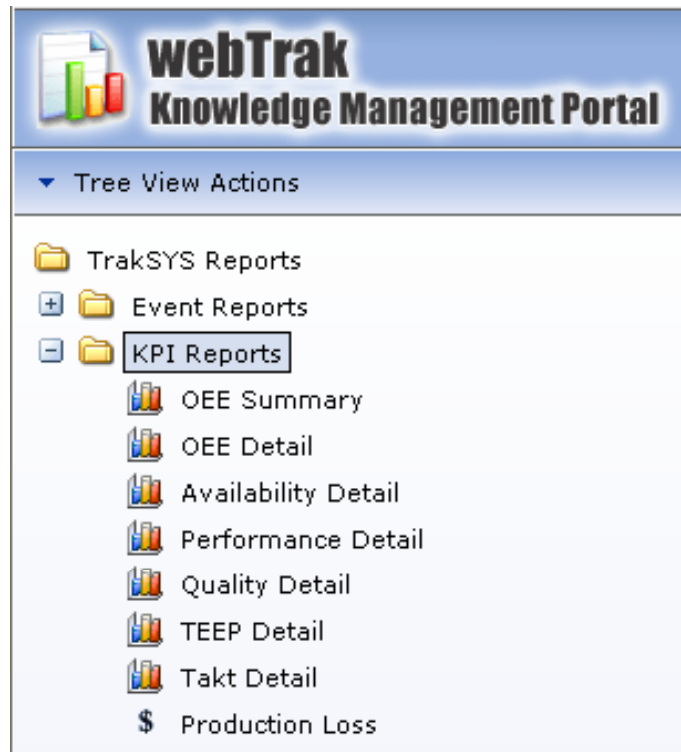 webTrak
Knowledge Management Portal
Tree View Actions
TrakSYS Reports
Event Reports
KPI Reports
OEE Summary
OEE Detail
Availability Detail
Performance Detail
Quality Detail
TEEP Detail
Takt Detail
$ Production Loss